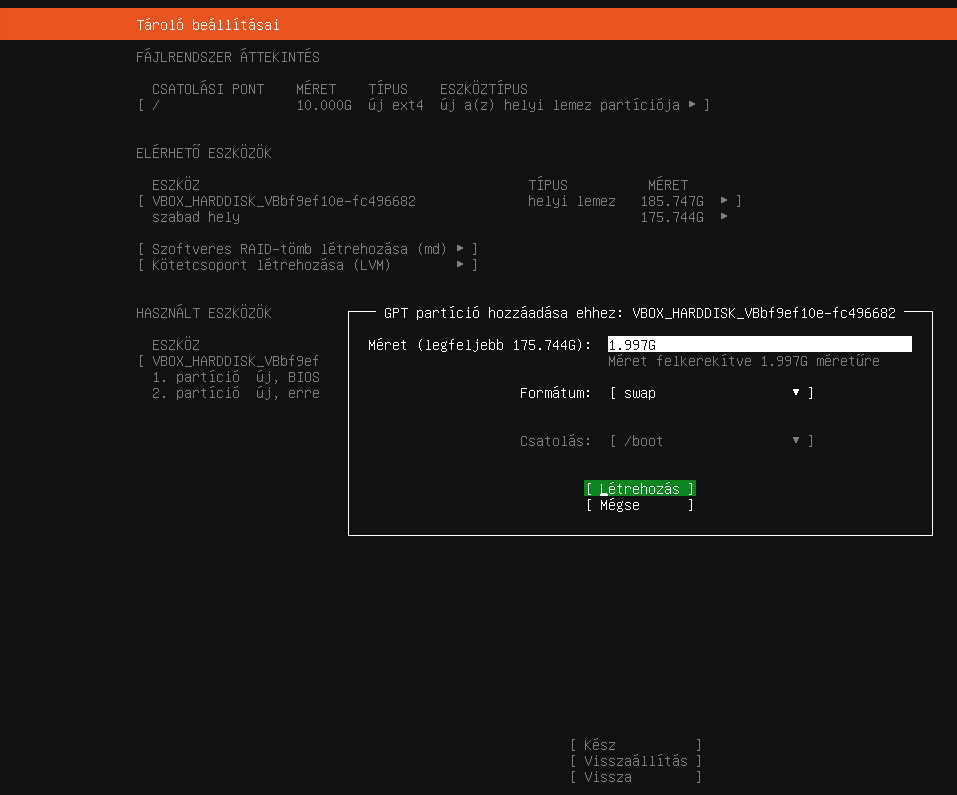 Tároló beállításai
FÁJLRENDSZER ÁTTEKINTÉS
CSATOLÁSI PONT MÉRET TÍPUS ESZKÖZTÍPUS
[ / 10.000G új ext4 új a(z) helyi lemez partíciója ▸ ]
ELÉRHETŐ ESZKÖZÖK
ESZKÖZ TÍPUS MÉRET
[ VBOX_HARDDISK_VBbf9ef10e-fc496682 helyi lemez 185.747G ▸ ]
szabad hely 175.744G ▸
[ Szoftveres RAID-tömb létrehozása (md) ▸ ]
[ Kötetcsoport létrehozása (LVM) ▸ ]
HASZNÁLT ESZKÖZÖK
ESZKÖZ
[ VBOX_HARDDISK_VBbf9ef
1. partíció új, BIOS
2. partíció új, erre
GPT partíció hozzáadása ehhez: VBOX_HARDDISK_VBbf9ef10e-fc496682
Méret (legfeljebb 175.744G): 1.997G
Méret felkerekítve 1.997G méretűre
Formátum: [ swap ▾ ]
Csatolás: [ /boot ▾ ]
[ Létrehozás ]
[ Mégse ]
[ Kész ]
[ Visszaállítás ]
[ Vissza ]